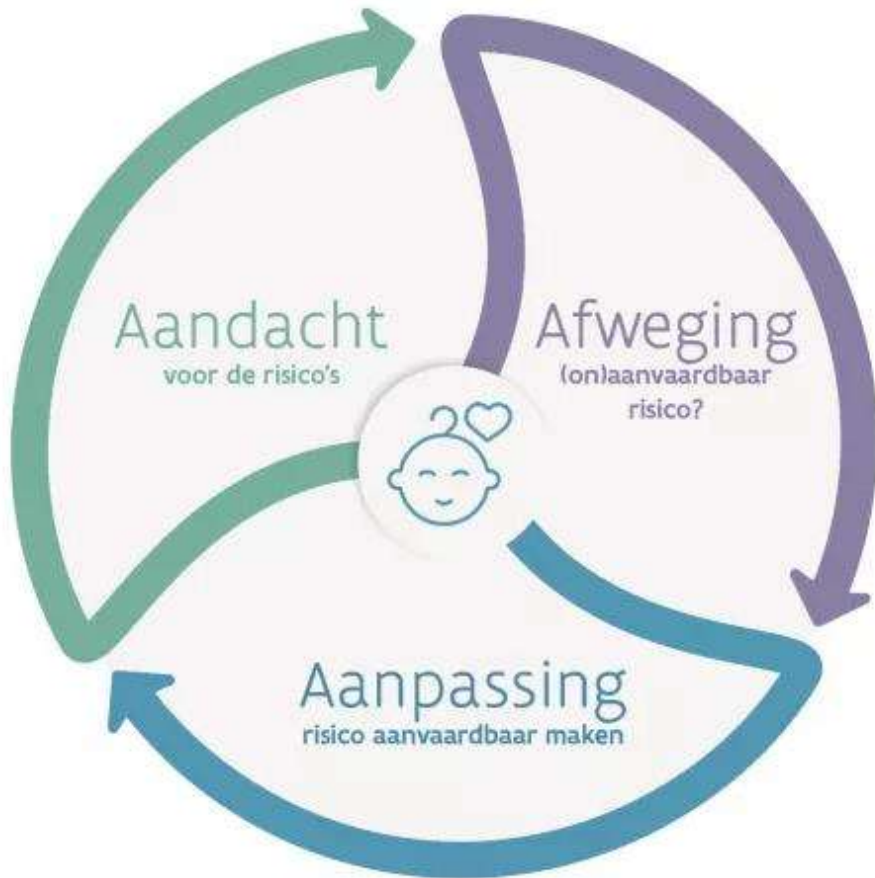 Aandacht
voor de risico's
Afweging
(on)aanvaardbaar
risico?
Aanpassing
risico aanvaardbaar maken